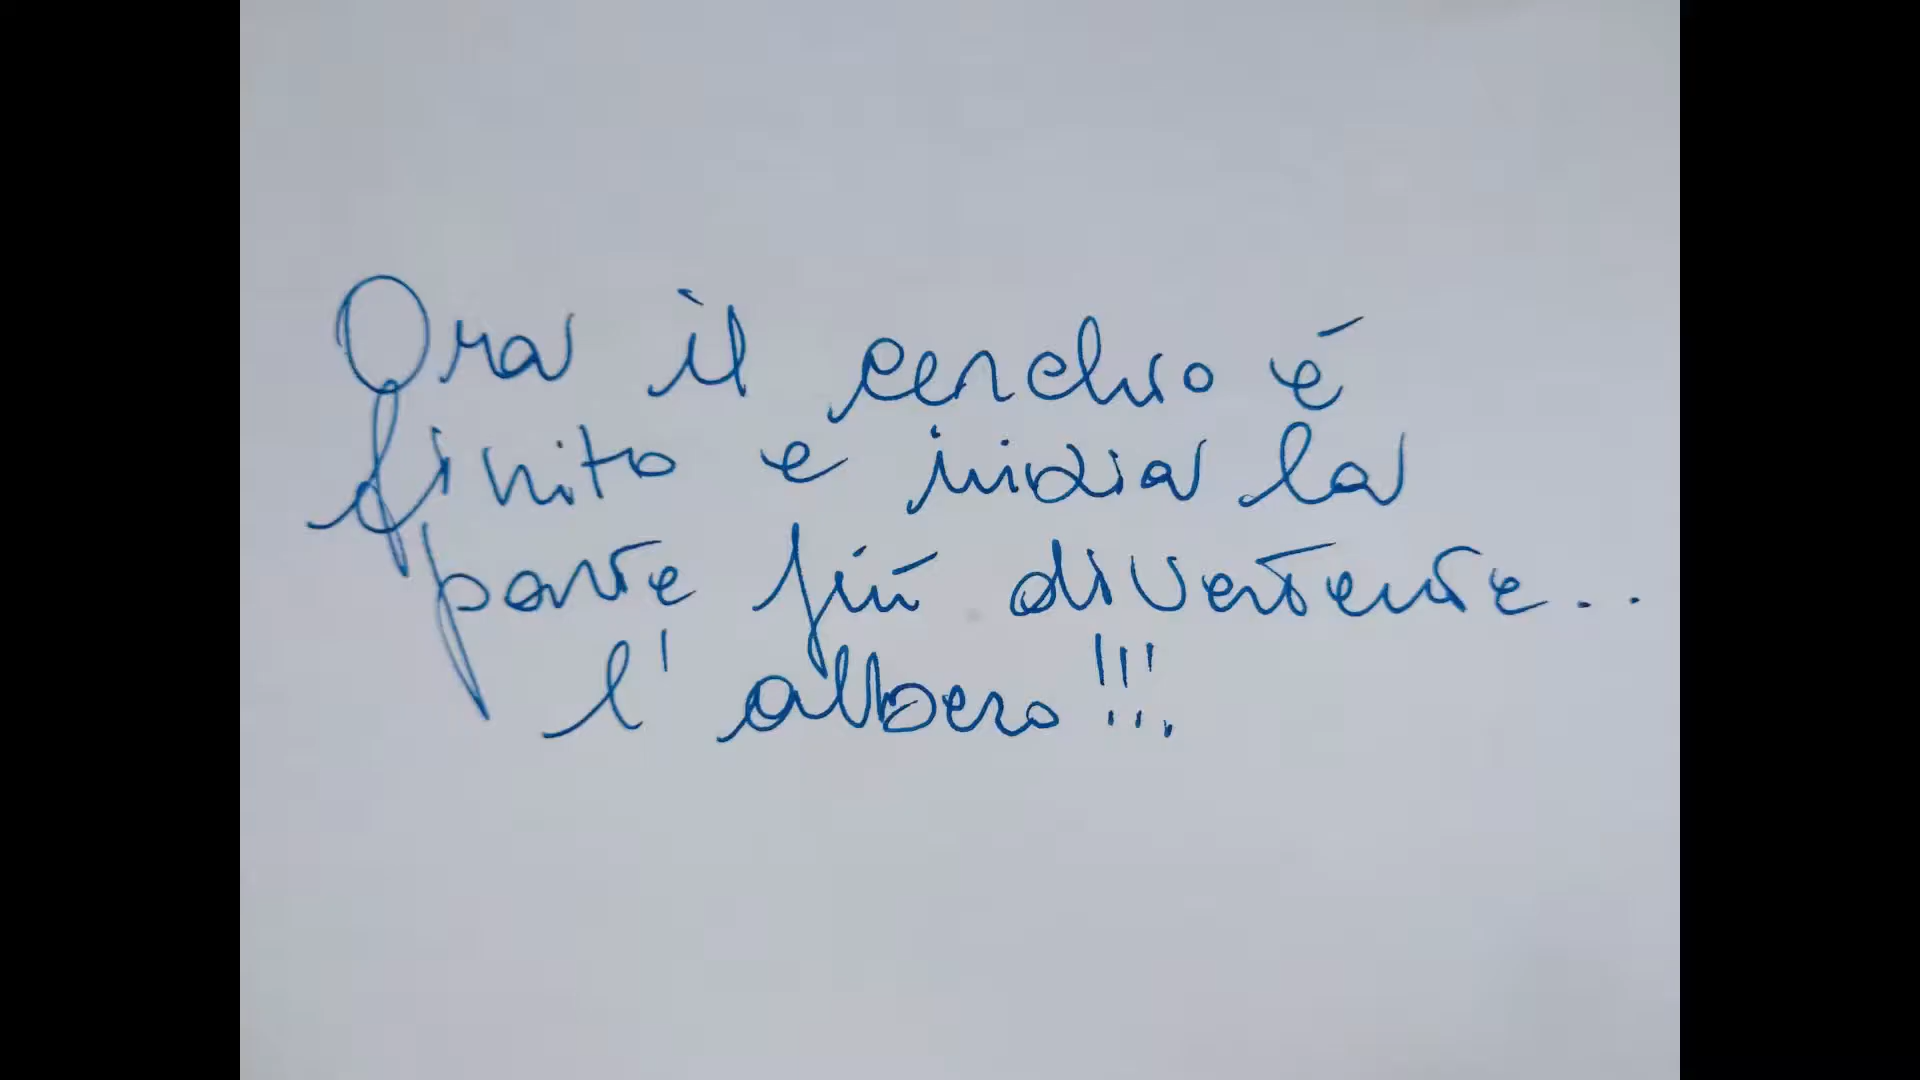 Ora il cerchio é
finito e inizia la
parte più divertente..
l' albero!!!